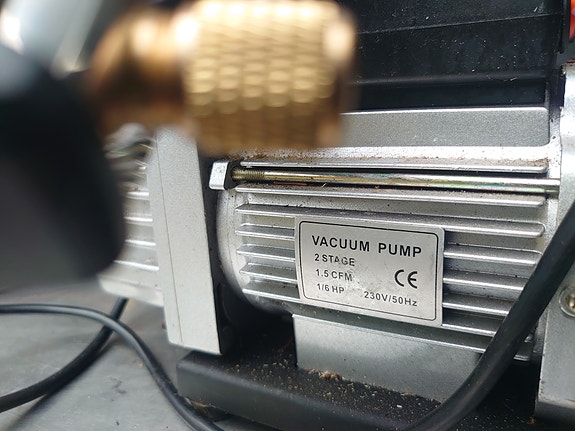 VACUUM PUMP
2 STAGE
1.5 CFM CE
1/6 HP 230V/50Hz